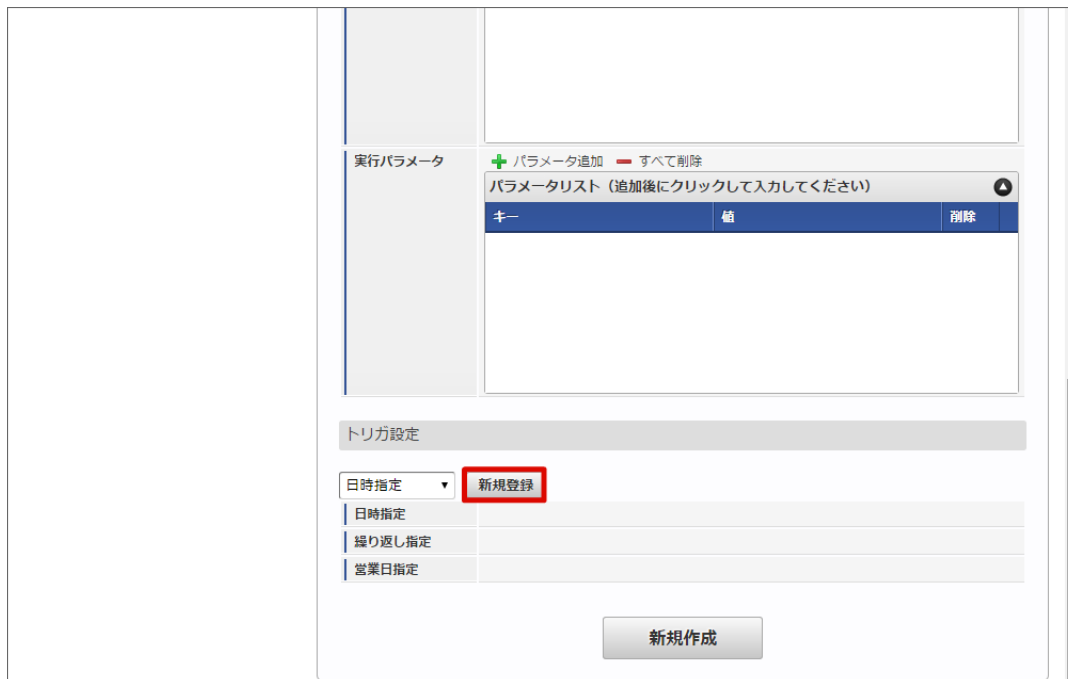 実行パラメータ
パラメータ追加 すべて削除
パラメータリスト（追加後にクリックして入力してください）
キー 値 削除
トリガ設定
日時指定 新規登録
日時指定
繰り返し指定
営業日指定
新規作成